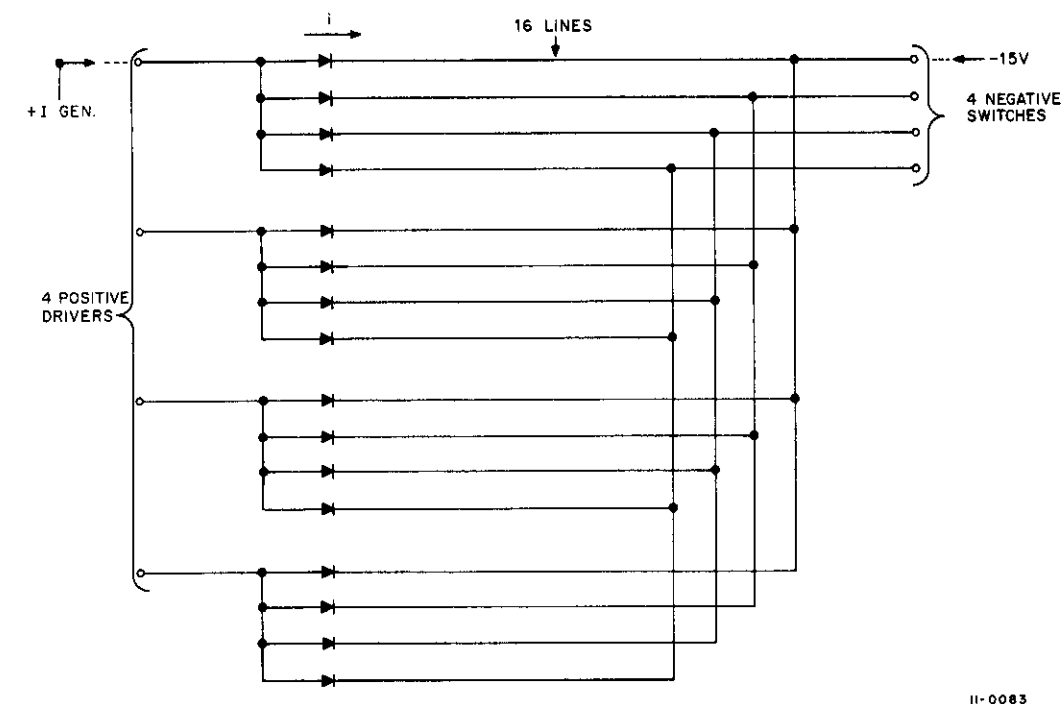 i
16 LINES
+I GEN.
-15V
4 NEGATIVE
SWITCHES
4 POSITIVE
DRIVERS
11-0083